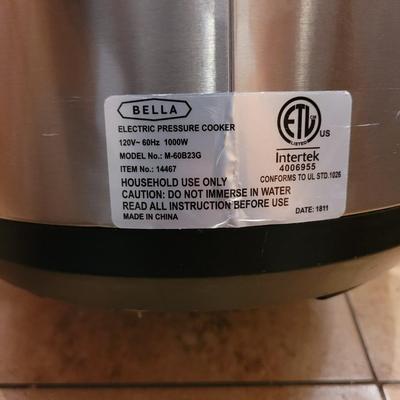 BELLA
ELECTRIC PRESSURE COOKER
120V~ 60Hz 1000W
MODEL No.: M-60B23G
ITEM No.: 14467
HOUSEHOLD USE ONLY
CAUTION: DO NOT IMMERSE IN WATER
READ ALL INSTRUCTION BEFORE USE
MADE IN CHINA
ETL
CM
LISTED
US
Intertek
4006955
CONFORMS TO UL STD.1026
DATE: 1811